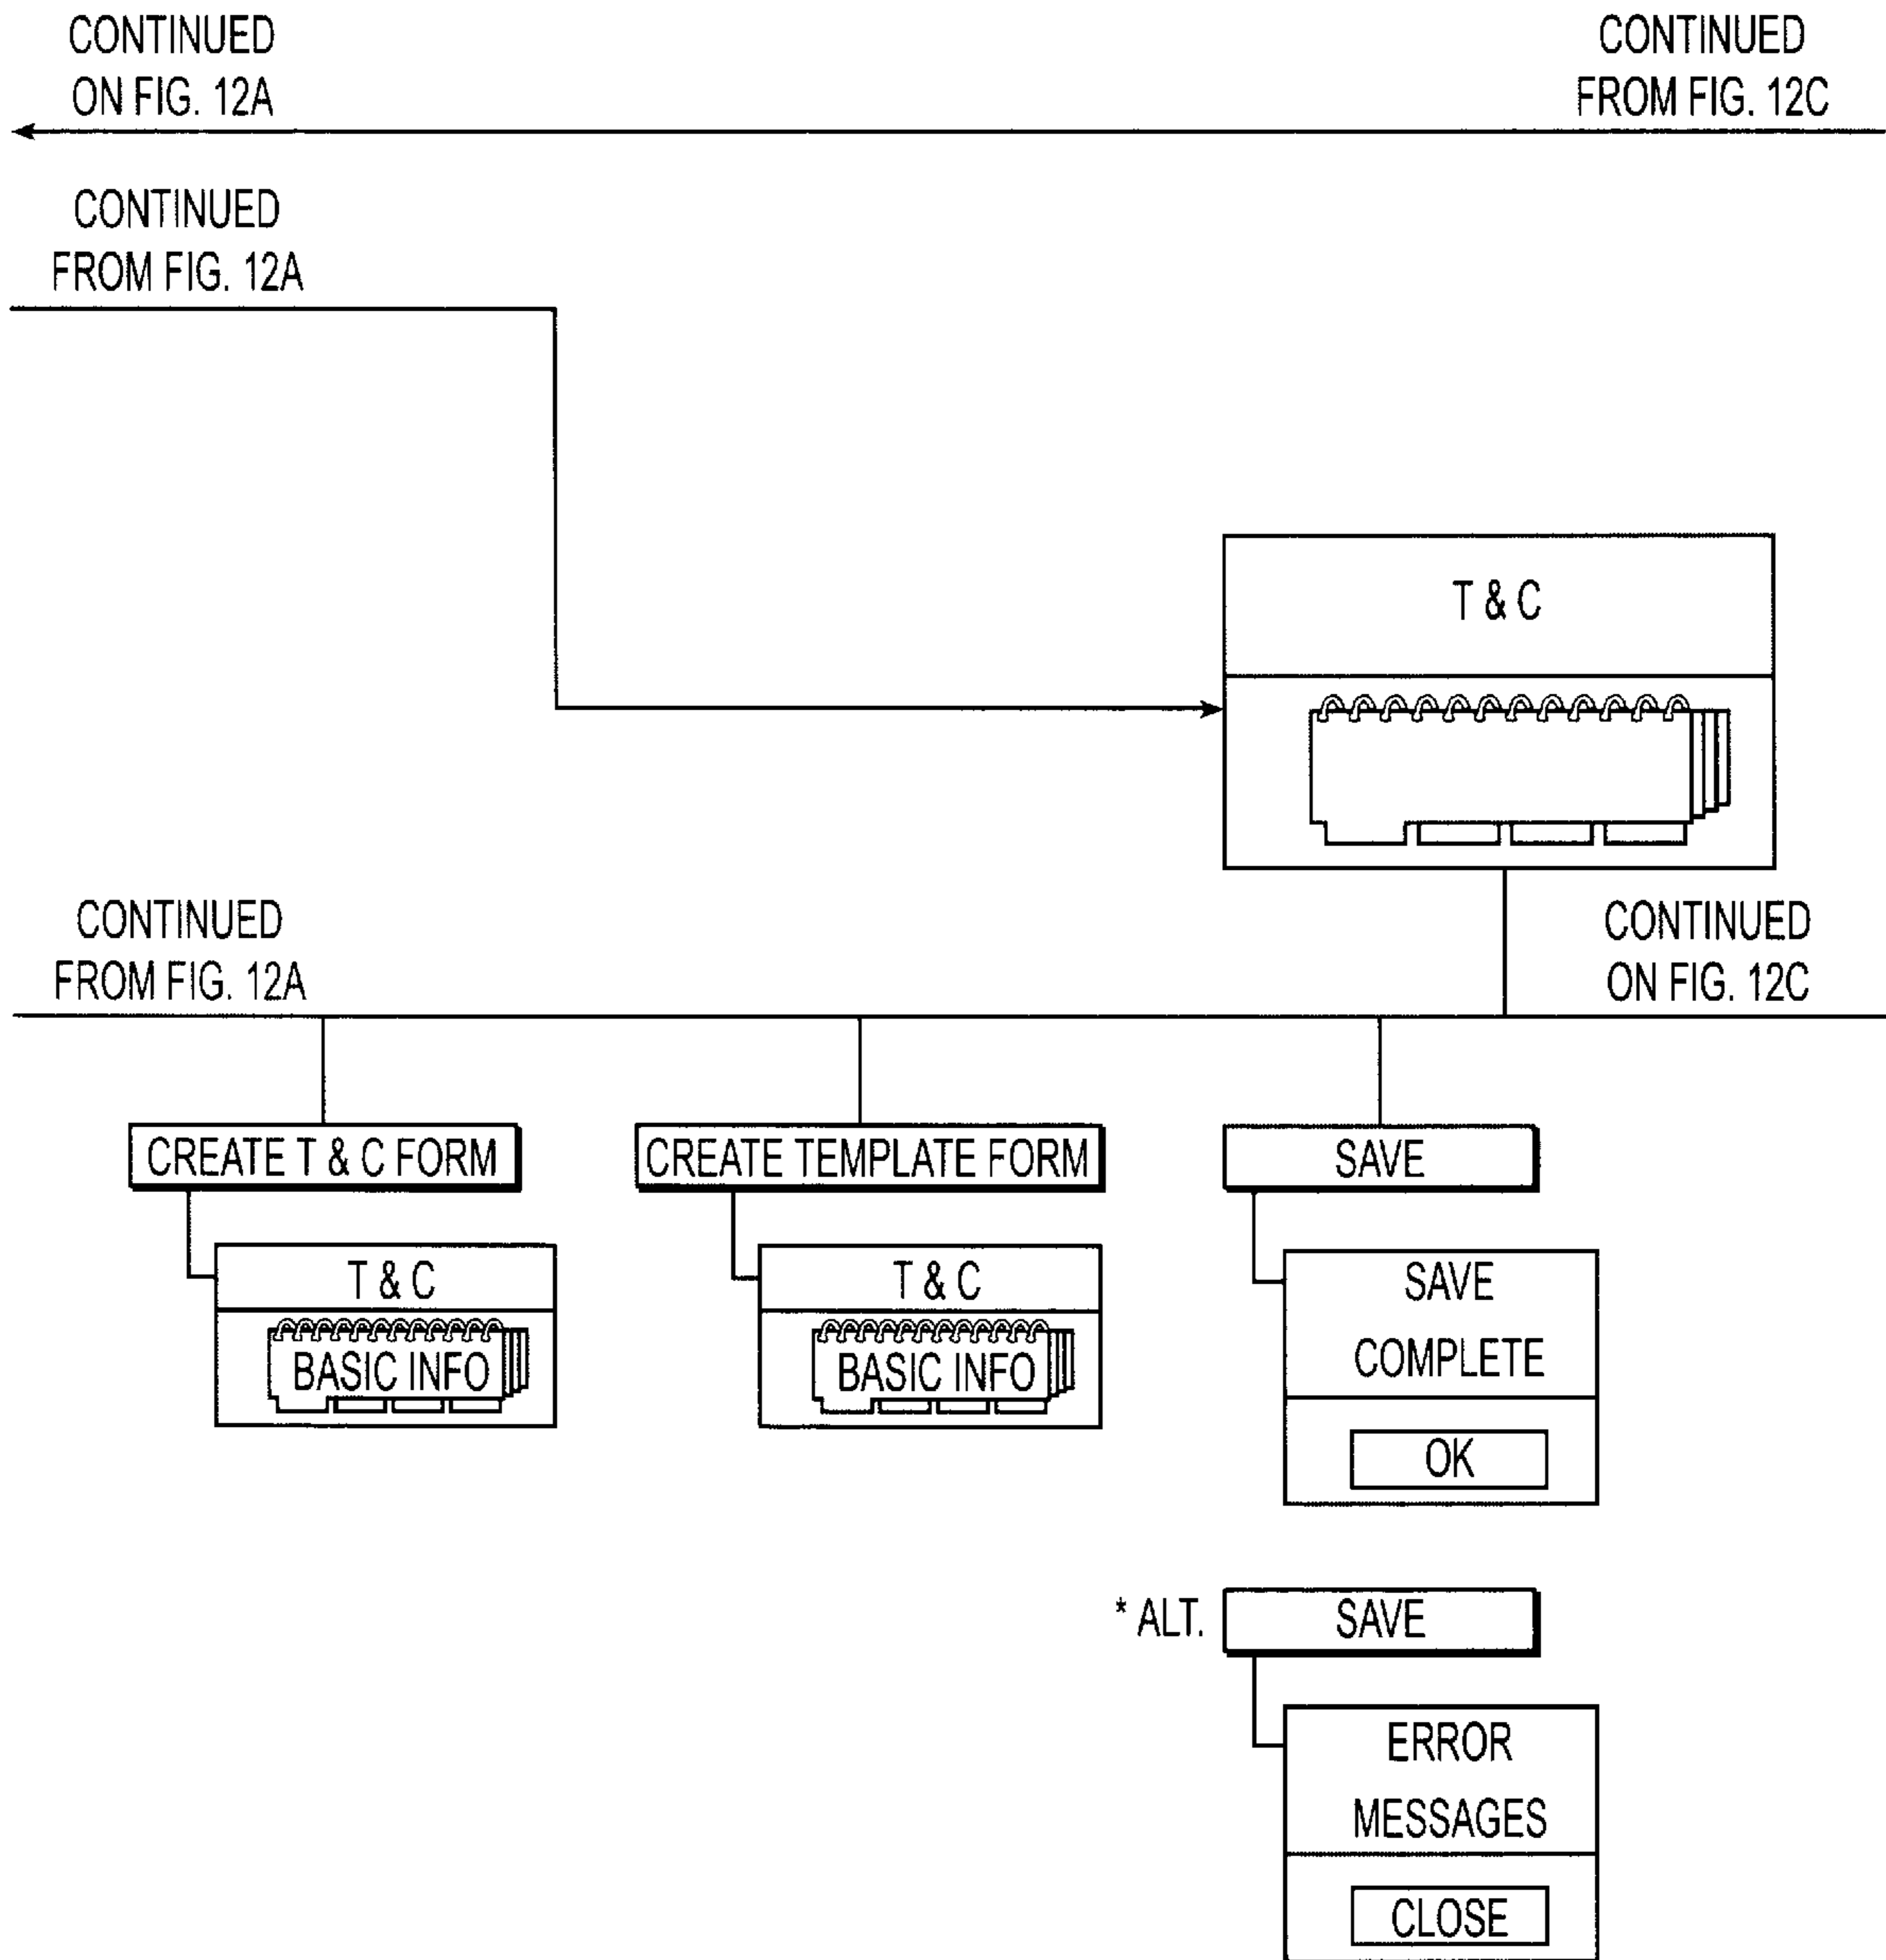 CONTINUED
ON FIG. 12A
CONTINUED
FROM FIG. 12C
CONTINUED
FROM FIG. 12A
T & C
CONTINUED
FROM FIG. 12A
CONTINUED
ON FIG. 12C
CREATE T & C FORM
CREATE TEMPLATE FORM
SAVE
T & C
BASIC INFO
T & C
BASIC INFO
SAVE
COMPLETE
OK
* ALT.
SAVE
ERROR
MESSAGES
CLOSE